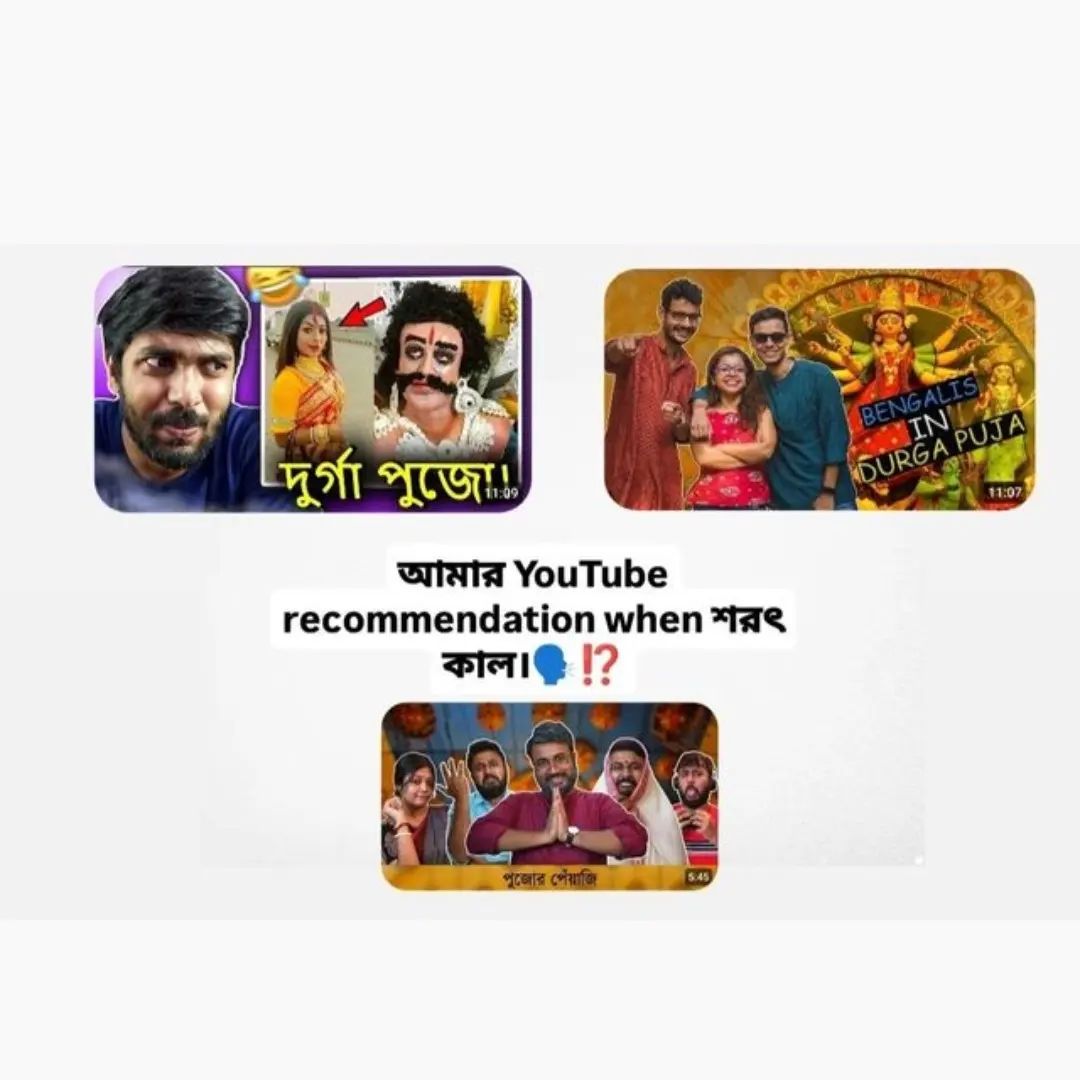 দুর্গা পুজো!
11:09
BENGALIS
IN
DURGA PUJA
11:07
আমার YouTube
recommendation when শরৎ
কাল।🗣️⁉️
পুজোর পেঁয়াজি
5:45